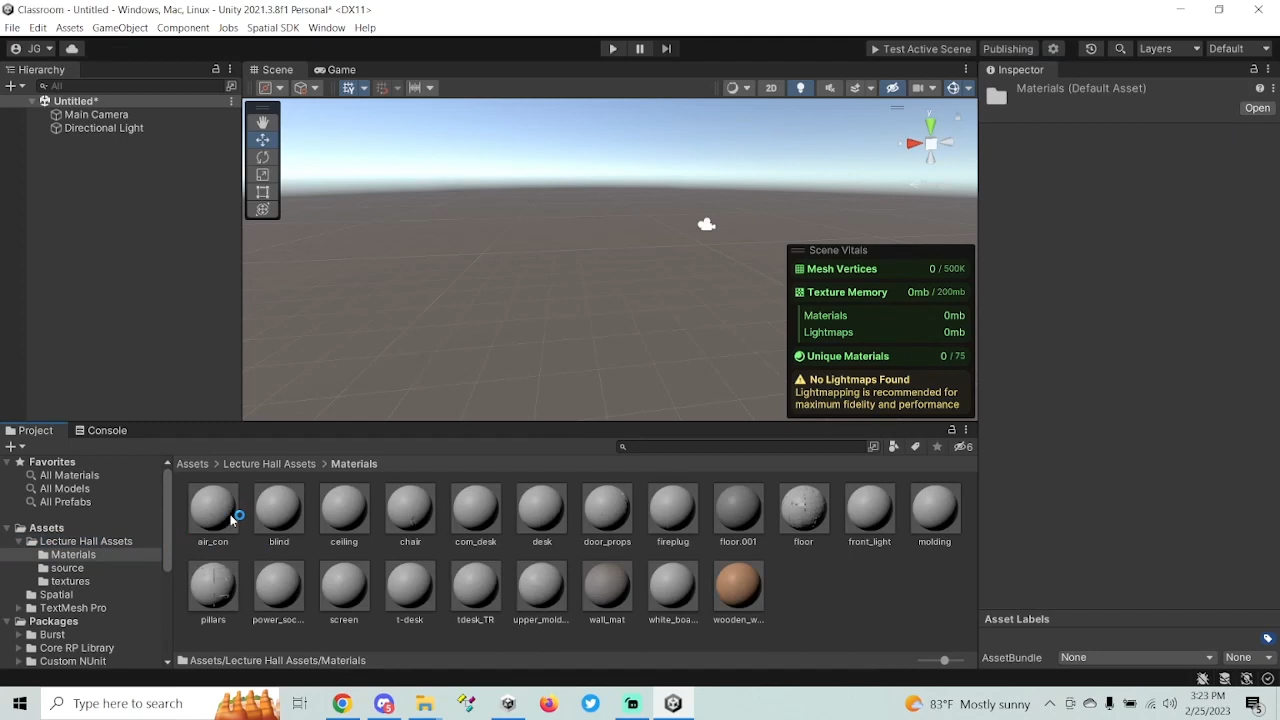 Classroom - Untitled - Windows, Mac, Linux - Unity 2021.3.8f1 Personal* <DX11>
File Edit Assets GameObject Component Jobs Spatial SDK Window Help
JG Test Active Scene Publishing Layers Default
Hierarchy Scene Game Inspector
All 2D Materials (Default Asset)
Untitled* Open
Main Camera
Directional Light
y
Scene Vitals
Mesh Vertices 0 / 500K
Texture Memory 0mb / 200mb
Materials 0mb
Lightmaps 0mb
Unique Materials 0 / 75
No Lightmaps Found
Lightmapping is recommended for
maximum fidelity and performance
Project Console
6
Favorites
All Materials
All Models
All Prefabs
Assets
Lecture Hall Assets
Materials
source
textures
Spatial
TextMesh Pro
Packages
Burst
Core RP Library
Custom NUnit
Assets > Lecture Hall Assets > Materials
air_con blind ceiling chair com_desk desk door_props fireplug floor.001 floor front_light molding
pillars power_soc... screen t-desk tdesk_TR upper_mold... wall_mat white_boa... wooden_w...
Assets/Lecture Hall Assets/Materials
Asset Labels
AssetBundle None None
Type here to search
83°F Mostly sunny
3:23 PM
2/25/2023
5